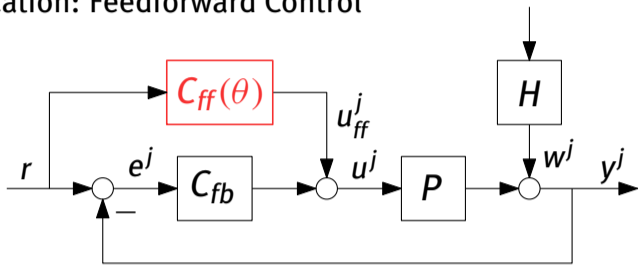 ation: Feedforward Control
C_ff(θ)
H
u_ff^j
r
e^j
C_fb
u^j
P
w^j
y^j
−